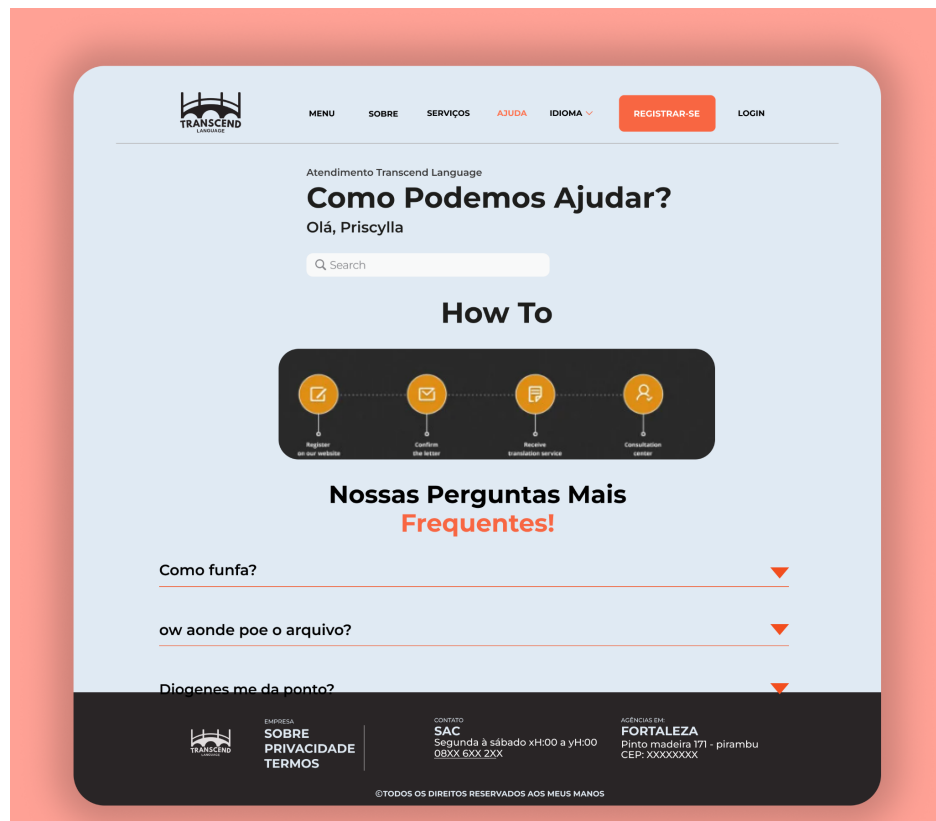 TRANSCEND
LANGUAGE
MENU
SOBRE
SERVIÇOS
AJUDA
IDIOMA
REGISTRAR-SE
LOGIN
Atendimento Transcend Language
Como Podemos Ajudar?
Olá, Priscylla
Search
How To
Register
on our website
Confirm
the letter
Receive
translation service
Consultation
center
Nossas Perguntas Mais
Frequentes!
Como funfa?
ow aonde poe o arquivo?
Diogenes me da ponto?
TRANSCEND
LANGUAGE
EMPRESA
SOBRE
PRIVACIDADE
TERMOS
CONTATO
SAC
Segunda à sábado xH:00 a yH:00
08XX 6XX 2XX
AGÊNCIAS EM:
FORTALEZA
Pinto madeira 171 - pirambu
CEP: XXXXXXXX
©TODOS OS DIREITOS RESERVADOS AOS MEUS MANOS